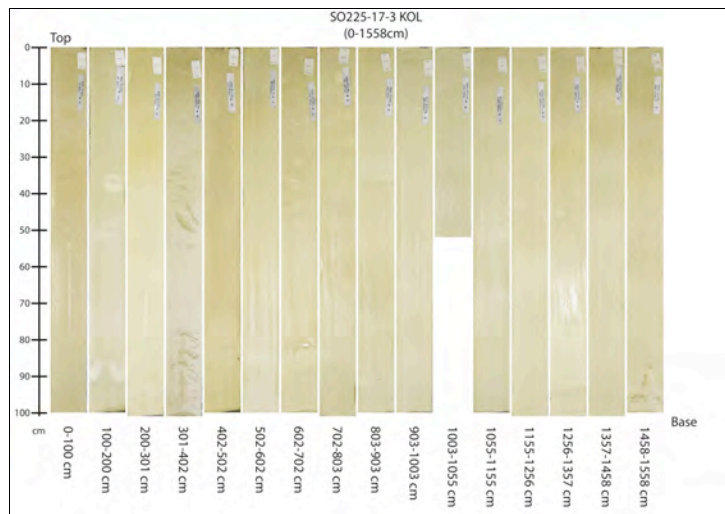 SO225-17-3 KOL
(0-1558cm)
Top
0
10
20
30
40
50
60
70
80
90
100
cm
Base
0-100 cm
100-200 cm
200-301 cm
301-402 cm
402-502 cm
502-602 cm
602-702 cm
702-803 cm
803-903 cm
903-1003 cm
1003-1055 cm
1055-1155 cm
1155-1256 cm
1256-1357 cm
1357-1458 cm
1458-1558 cm